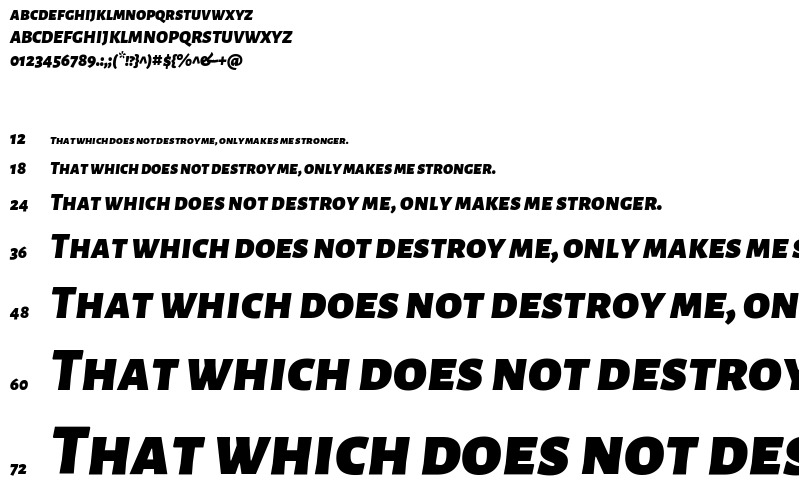 ABCDEFGHIJKLMNOPQRSTUVWXYZ
ABCDEFGHIJKLMNOPQRSTUVWXYZ
0123456789.:,;(*!?}^)#${%^&-+@
12 That which does not destroy me, only makes me stronger.
18 That which does not destroy me, only makes me stronger.
24 That which does not destroy me, only makes me stronger.
36 That which does not destroy me, only makes me s
48 That which does not destroy me, on
60 That which does not destroy
72 That which does not des